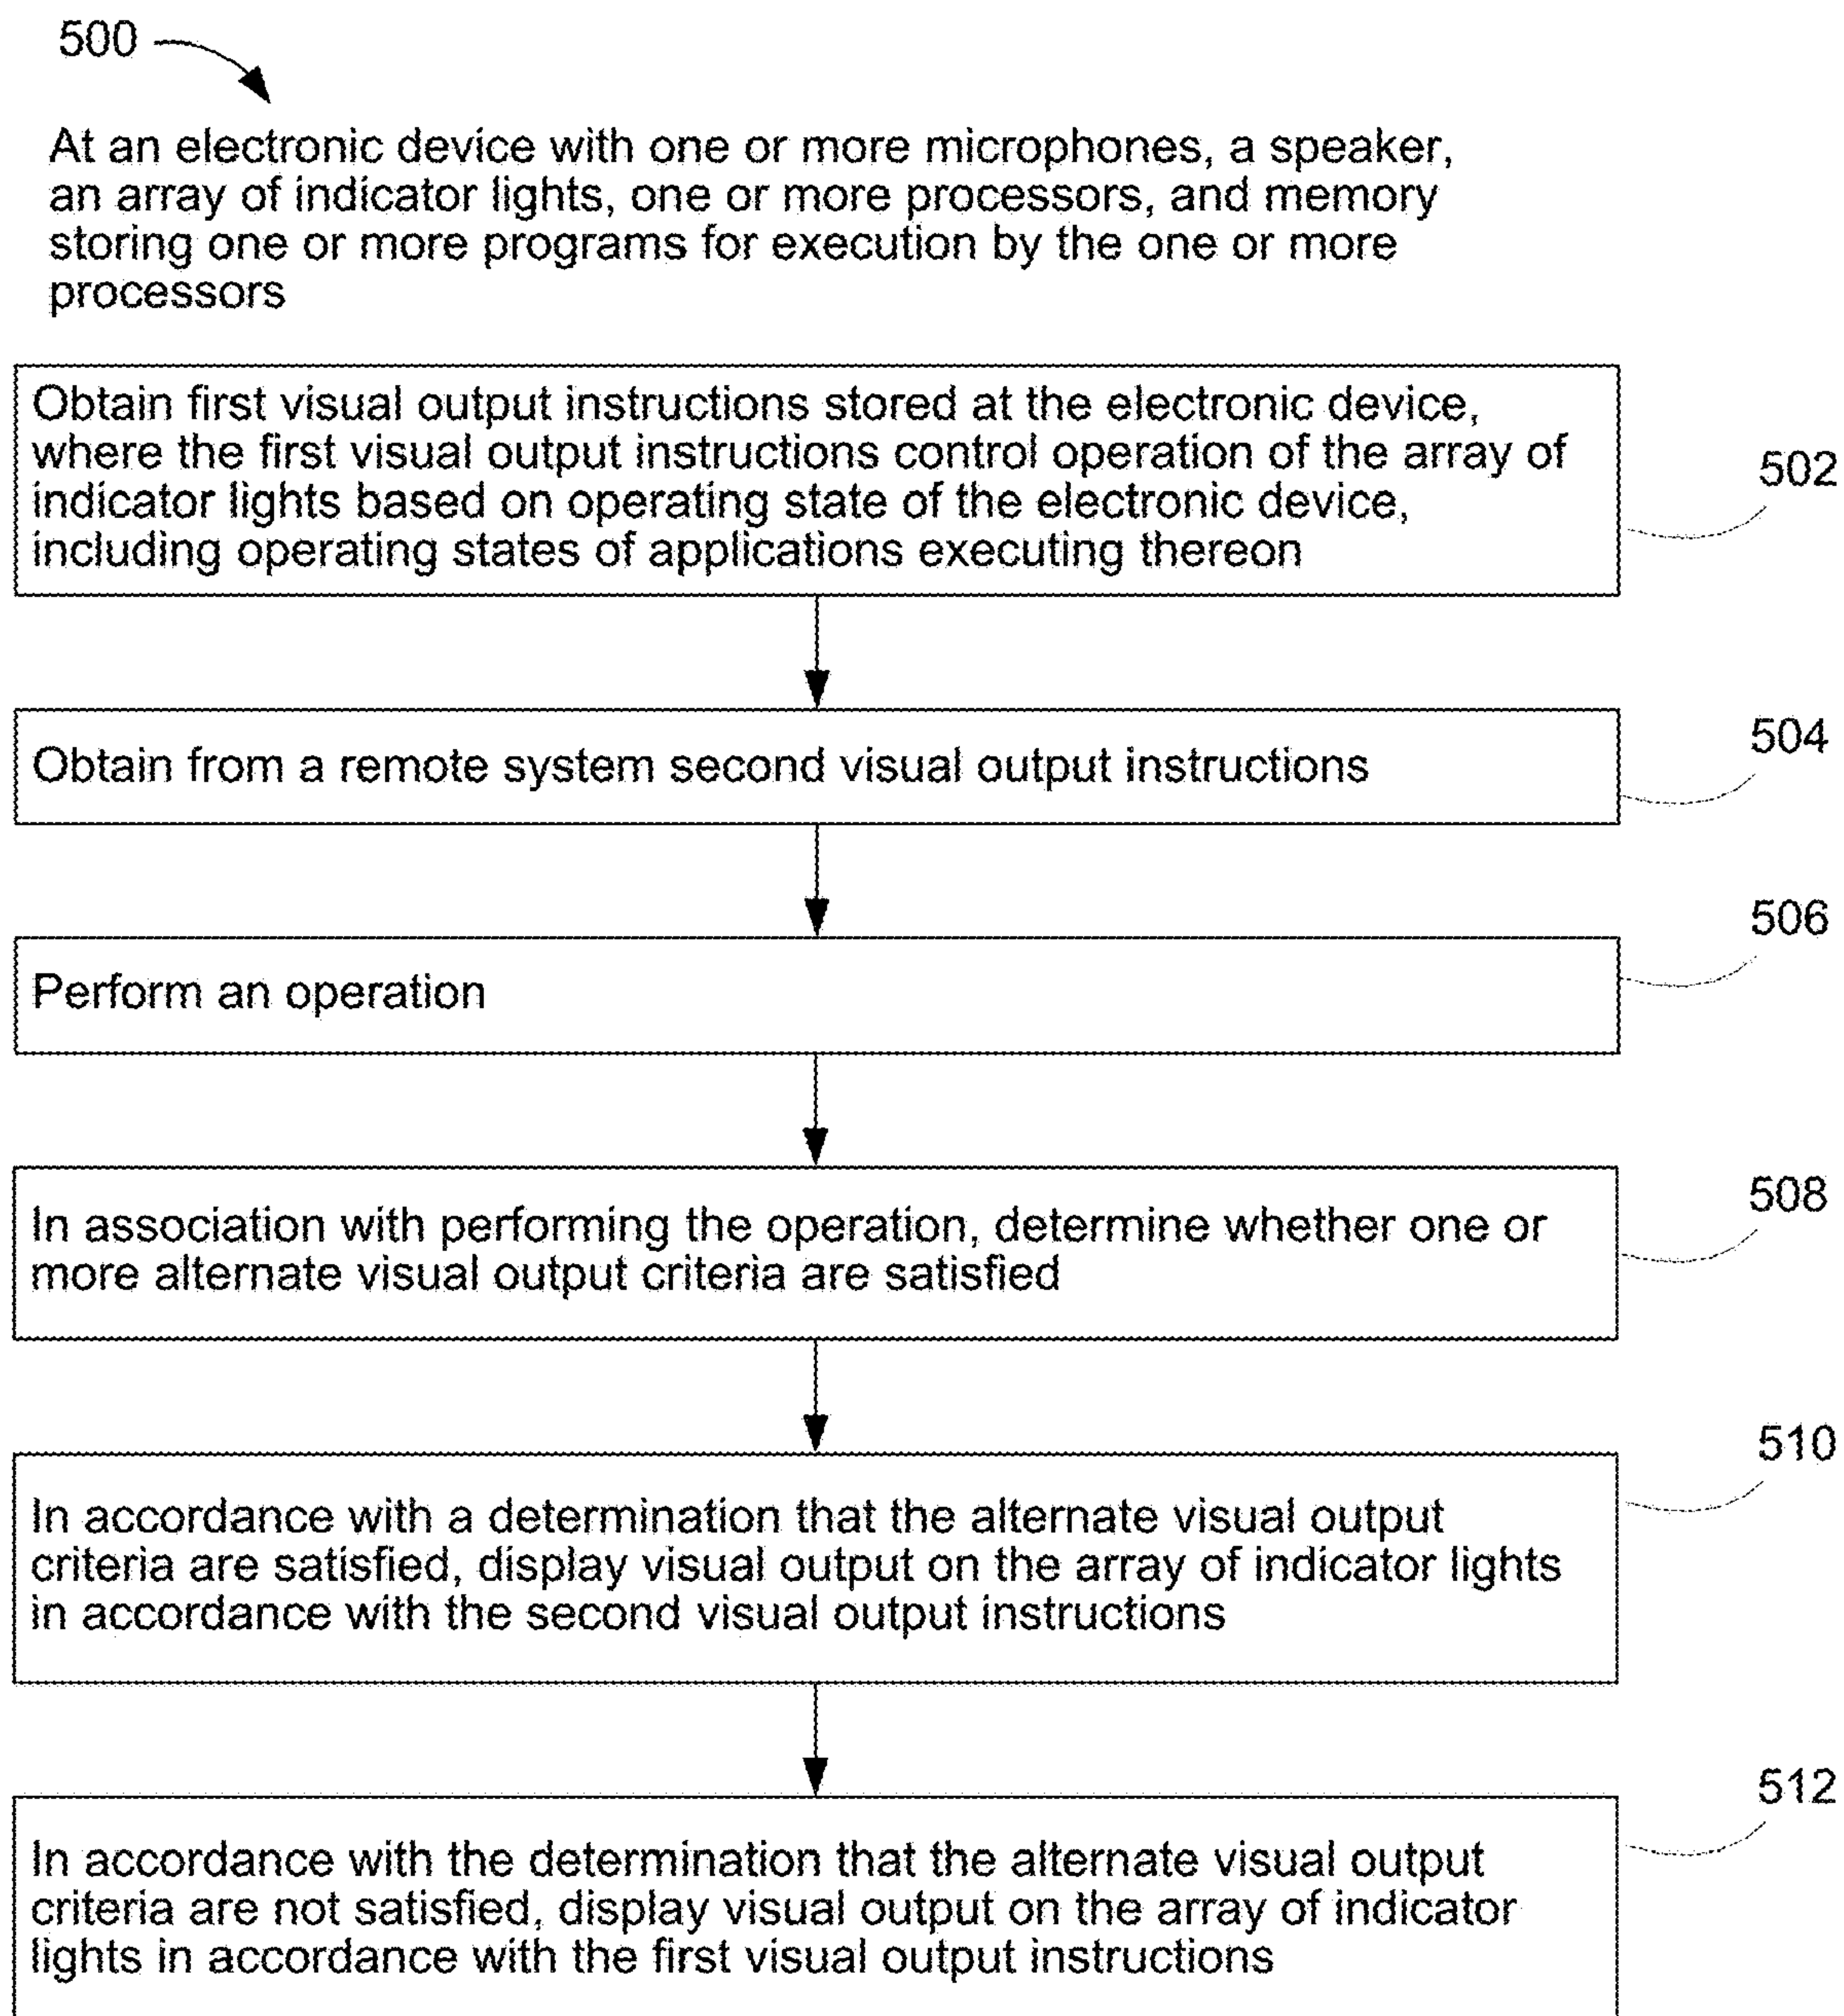 500
At an electronic device with one or more microphones, a speaker,
an array of indicator lights, one or more processors, and memory
storing one or more programs for execution by the one or more
processors
Obtain first visual output instructions stored at the electronic device,
where the first visual output instructions control operation of the array of
indicator lights based on operating state of the electronic device,
including operating states of applications executing thereon
502
Obtain from a remote system second visual output instructions
504
Perform an operation
506
In association with performing the operation, determine whether one or
more alternate visual output criteria are satisfied
508
In accordance with a determination that the alternate visual output
criteria are satisfied, display visual output on the array of indicator lights
in accordance with the second visual output instructions
510
In accordance with the determination that the alternate visual output
criteria are not satisfied, display visual output on the array of indicator
lights in accordance with the first visual output instructions
512